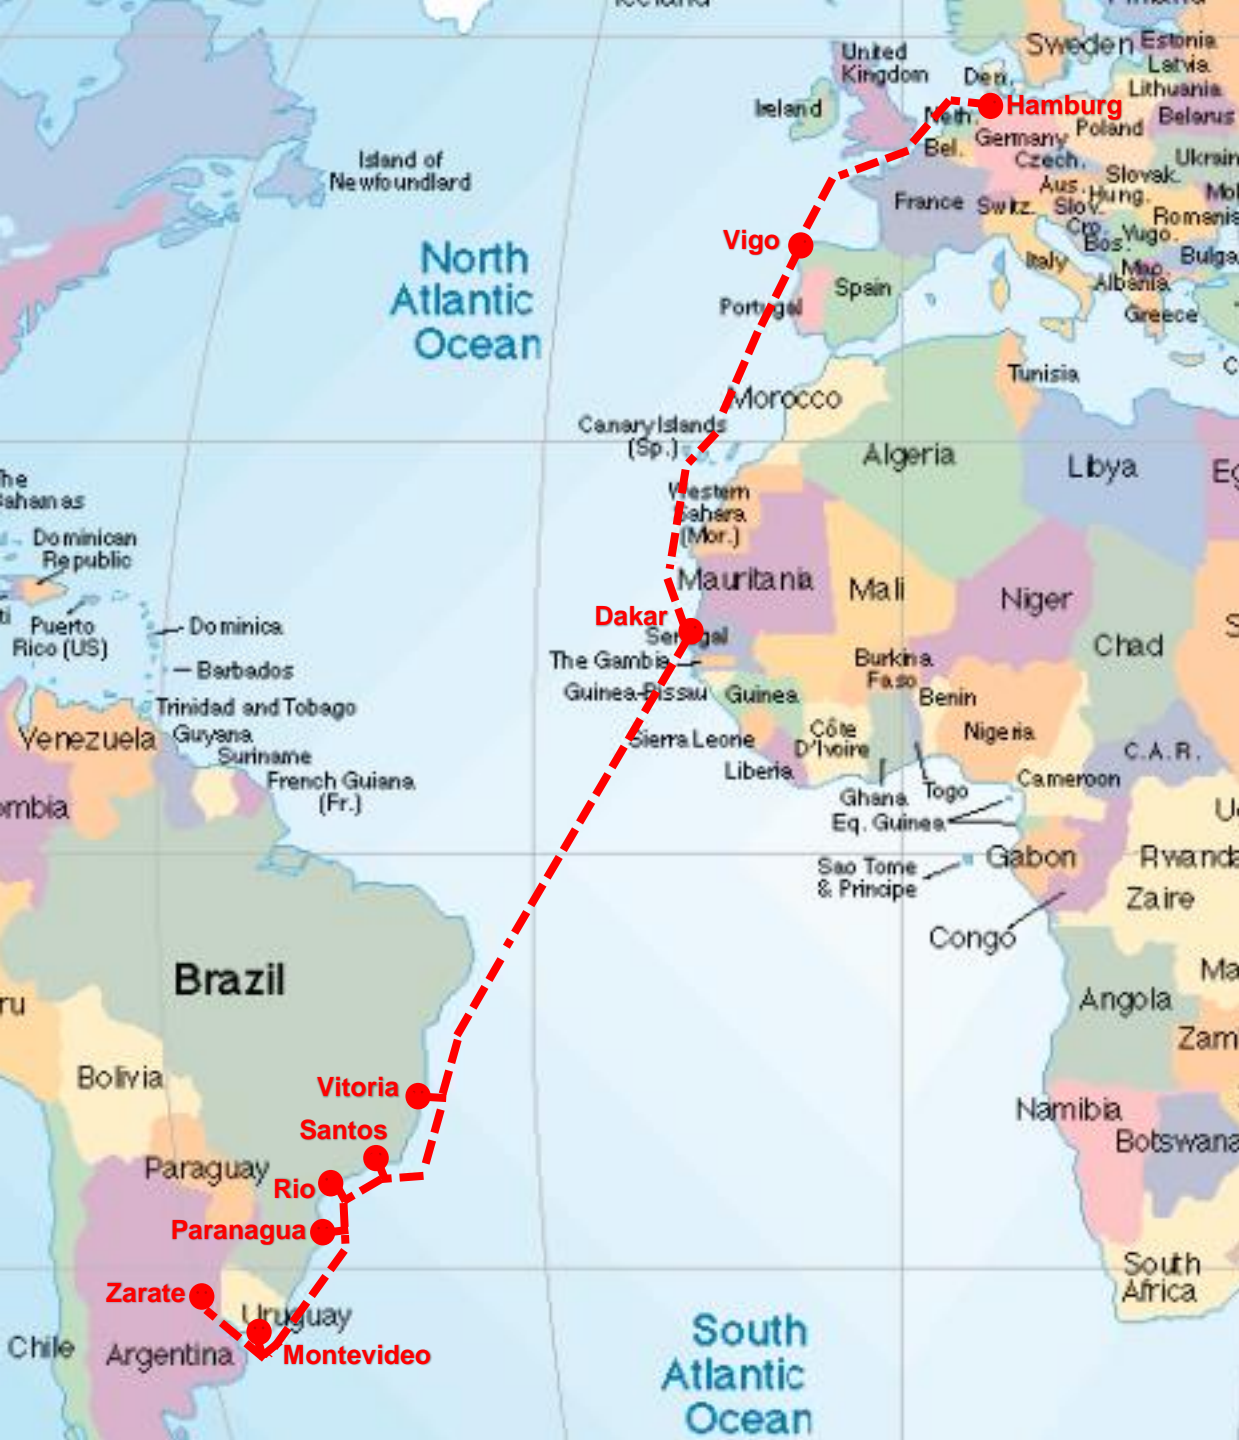 Iceland
Sweden
Estonia
Latvia
Lithuania
Belarus
United
Kingdom
Den.
Ireland
Neth.
Hamburg
Germany
Poland
Bel.
Czech.
Slovak.
Aus.
Hung.
France
Switz.
Slov.
Cro.
Bos.
Yugo.
Island of
Newfoundland
North
Atlantic
Ocean
Vigo
Italy
Albania
Spain
Portugal
Greece
Tunisia
Morocco
Canary Islands
(Sp.)
Algeria
Libya
Western
Sahara
(Mor.)
Dominican
Republic
Mauritania
Mali
Niger
Chad
Dakar
Senegal
Puerto
Rico (US)
Dominica
Barbados
The Gambia
Guinea-Bissau
Guinea
Burkina
Faso
Benin
Trinidad and Tobago
Venezuela
Guyana
Suriname
French Guiana
(Fr.)
Sierra Leone
Liberia
Côte
D'Ivoire
Nigeria
C.A.R.
Cameroon
Ghana
Togo
Eq. Guinea
Sao Tome
& Principe
Gabon
Zaire
Congo
Brazil
Angola
Bolivia
Vitoria
Santos
Paraguay
Rio
Paranagua
Namibia
Botswana
Zarate
Uruguay
South
Africa
Chile
Argentina
Montevideo
South
Atlantic
Ocean